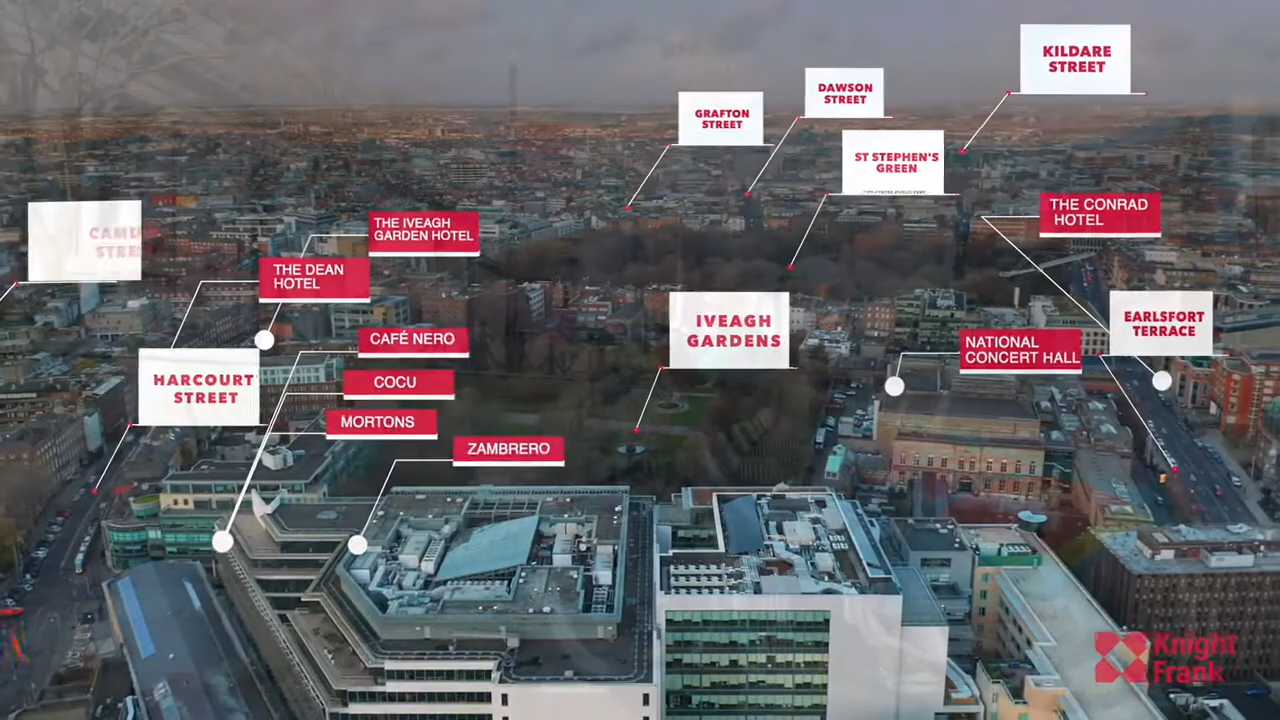 KILDARE
STREET
DAWSON
STREET
GRAFTON
STREET
ST STEPHEN'S
GREEN
THE CONRAD
HOTEL
THE IVEAGH
GARDEN HOTEL
THE DEAN
HOTEL
IVEAGH
GARDENS
EARLSFORT
TERRACE
CAFÉ NERO
NATIONAL
CONCERT HALL
HARCOURT
STREET
COCU
MORTONS
ZAMBRERO
Knight
Frank